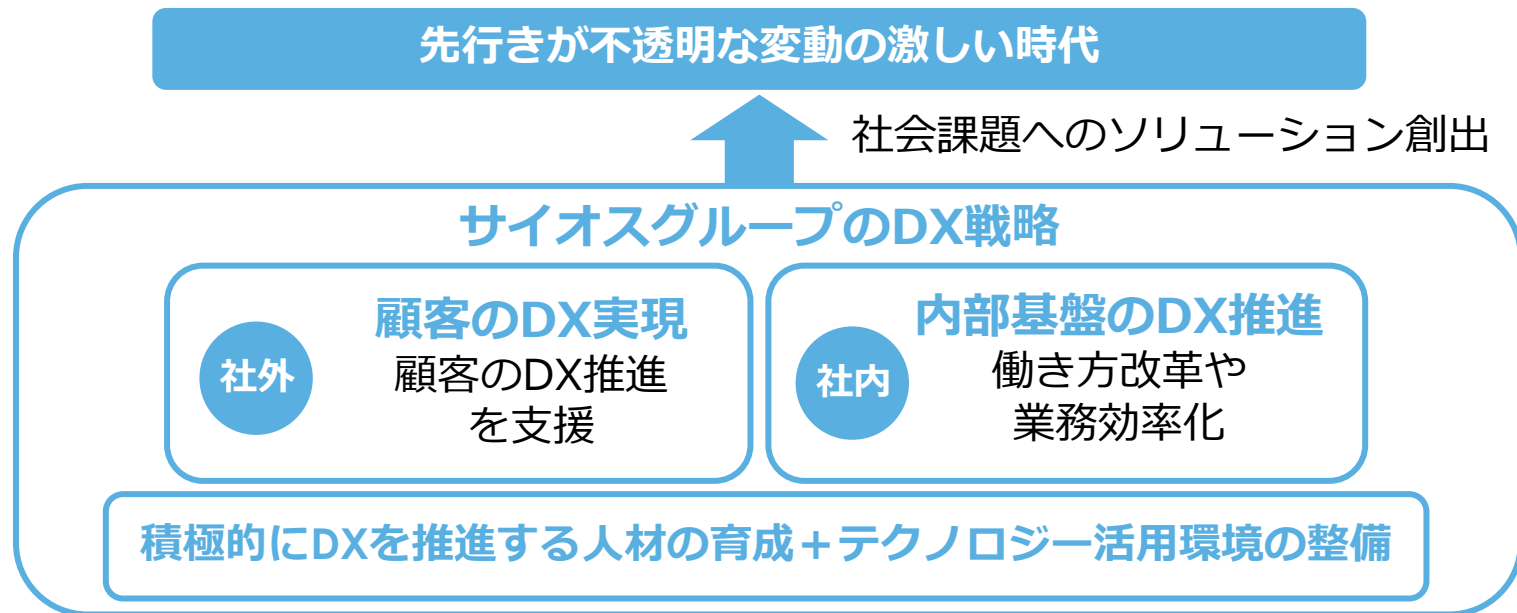 先行きが不透明な変動の激しい時代
社会課題へのソリューション創出
サイオスグループのDX戦略
社外
顧客のDX実現
顧客のDX推進
を支援
社内
内部基盤のDX推進
働き方改革や
業務効率化
積極的にDXを推進する人材の育成＋テクノロジー活用環境の整備